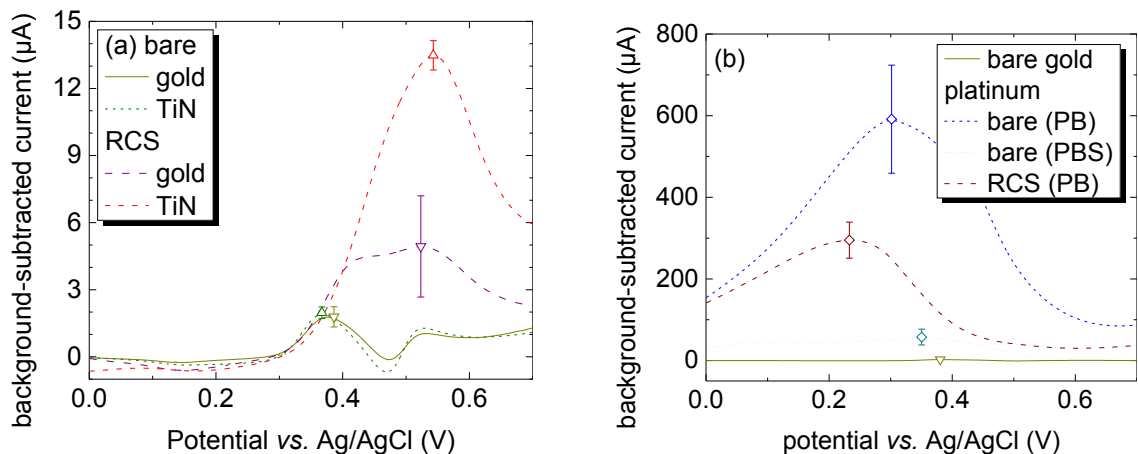 background-subtracted current (µA)
15
12
9
6
3
0
(a) bare
gold
TiN
RCS
gold
TiN
0.0
0.2
0.4
0.6
Potential vs. Ag/AgCl (V)
background-subtracted current (µA)
800
600
400
200
0
(b)
bare gold
platinum
bare (PB)
bare (PBS)
RCS (PB)
0.0
0.2
0.4
0.6
potential vs. Ag/AgCl (V)